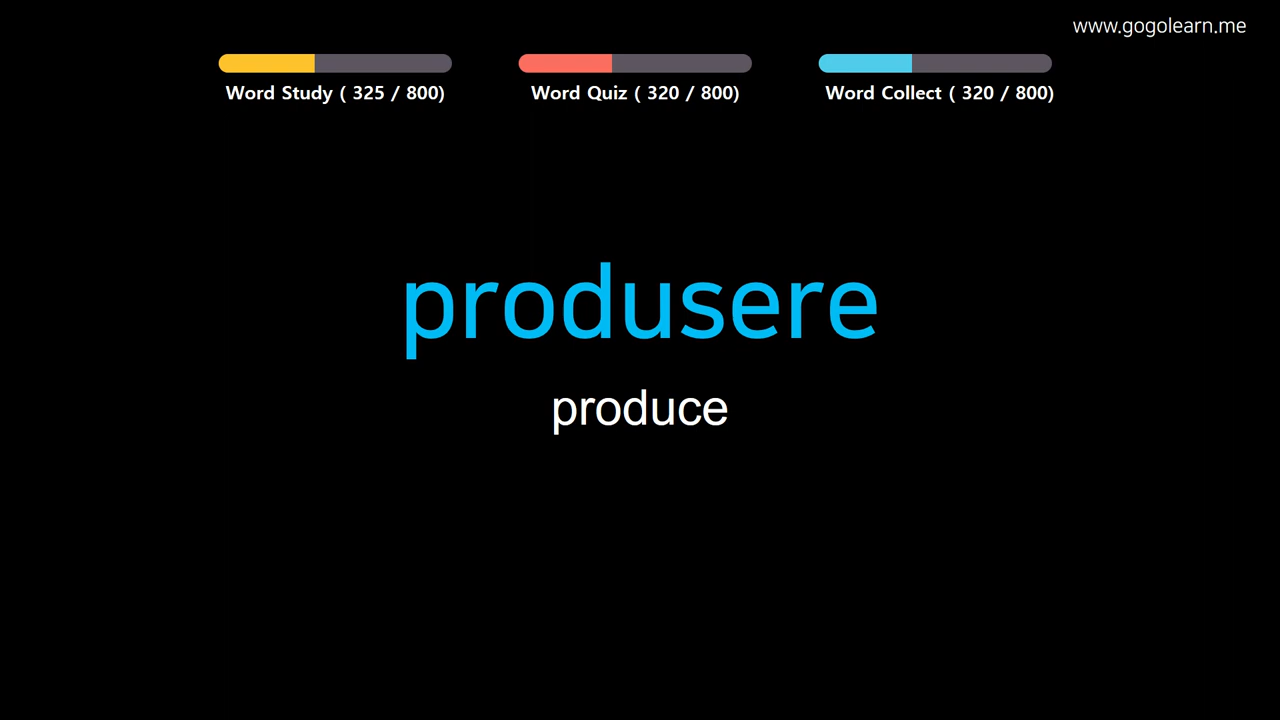 www.gogolearn.me
Word Study ( 325 / 800)
Word Quiz ( 320 / 800)
Word Collect ( 320 / 800)
produsere
produce